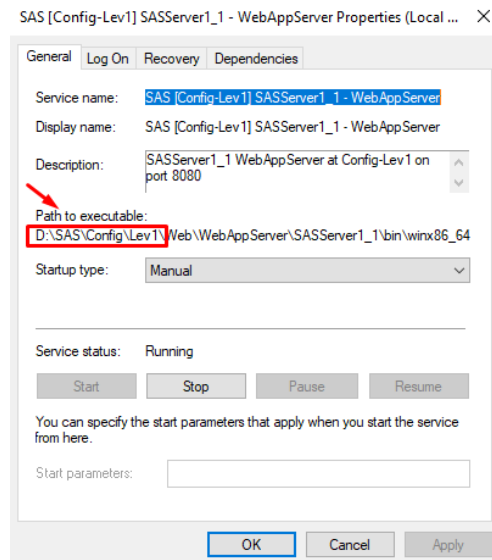 SAS [Config-Lev1] SASServer1_1 - WebAppServer Properties (Local ...
General Log On Recovery Dependencies
Service name: SAS [Config-Lev1] SASServer1_1 - WebAppServer
Display name: SAS [Config-Lev1] SASServer1_1 - WebAppServer
Description: SASServer1_1 WebAppServer at Config-Lev1 on
port 8080
Path to executable:
D:\SAS\Config\Lev1\Web\WebAppServer\SASServer1_1\bin\winx86_64
Startup type: Manual
Service status: Running
Start Stop Pause Resume
You can specify the start parameters that apply when you start the service
from here.
Start parameters:
OK Cancel Apply